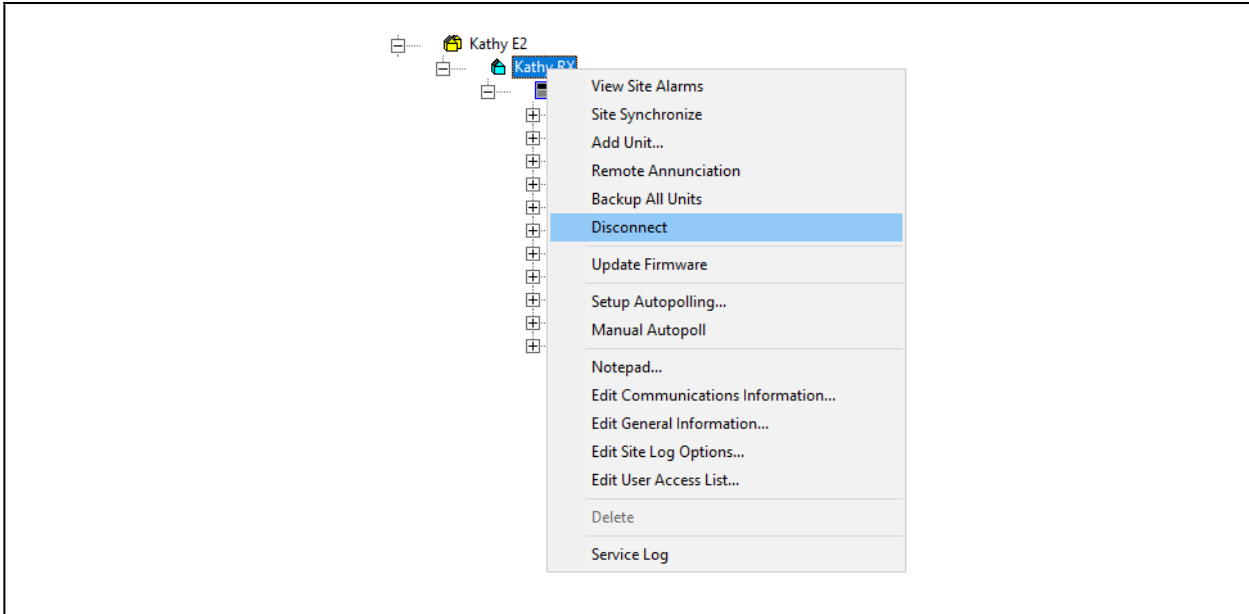 Kathy E2
Kathy RX
View Site Alarms
Site Synchronize
Add Unit...
Remote Annunciation
Backup All Units
Disconnect
Update Firmware
Setup Autopolling...
Manual Autopoll
Notepad...
Edit Communications Information...
Edit General Information...
Edit Site Log Options...
Edit User Access List...
Delete
Service Log